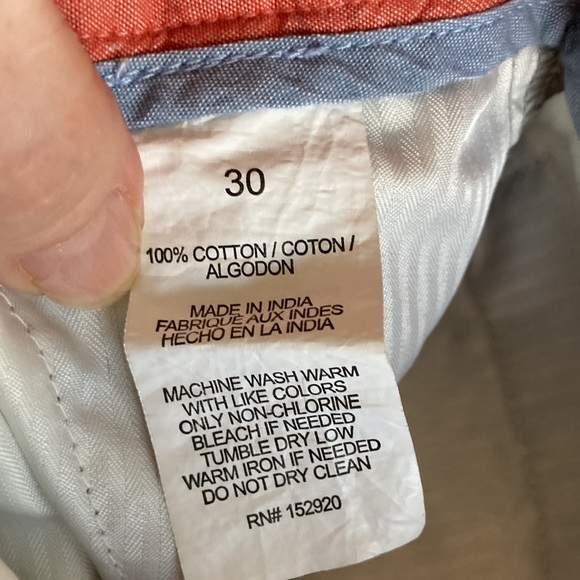 30
100% COTTON / COTON /
ALGODON
MADE IN INDIA
FABRIQUE AUX INDES
HECHO EN LA INDIA
MACHINE WASH WARM
WITH LIKE COLORS
ONLY NON-CHLORINE
BLEACH IF NEEDED
TUMBLE DRY LOW
WARM IRON IF NEEDED
DO NOT DRY CLEAN
RN# 152920